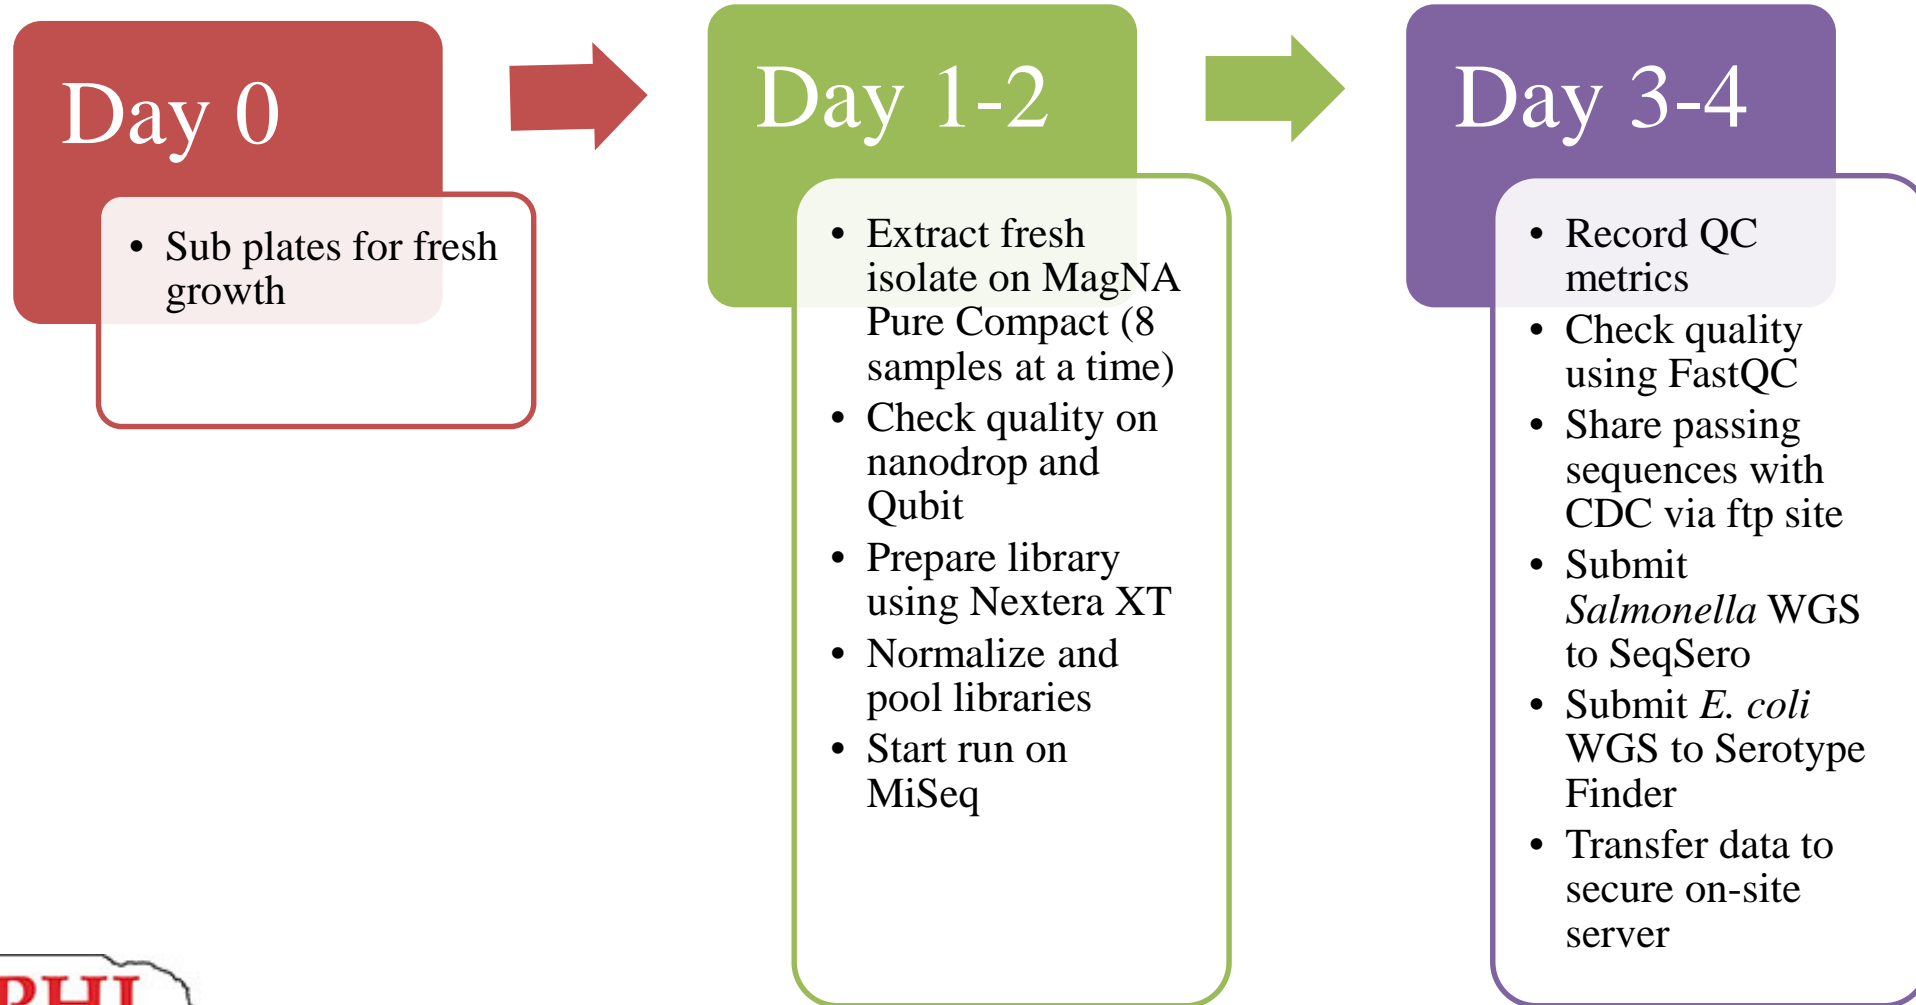 Day 0
• Sub plates for fresh
growth
Day 1-2
• Extract fresh
isolate on MagNA
Pure Compact (8
samples at a time)
• Check quality on
nanodrop and
Qubit
• Prepare library
using Nextera XT
• Normalize and
pool libraries
• Start run on
MiSeq
Day 3-4
• Record QC
metrics
• Check quality
using FastQC
• Share passing
sequences with
CDC via ftp site
• Submit
Salmonella WGS
to SeqSero
• Submit E. coli
WGS to Serotype
Finder
• Transfer data to
secure on-site
server